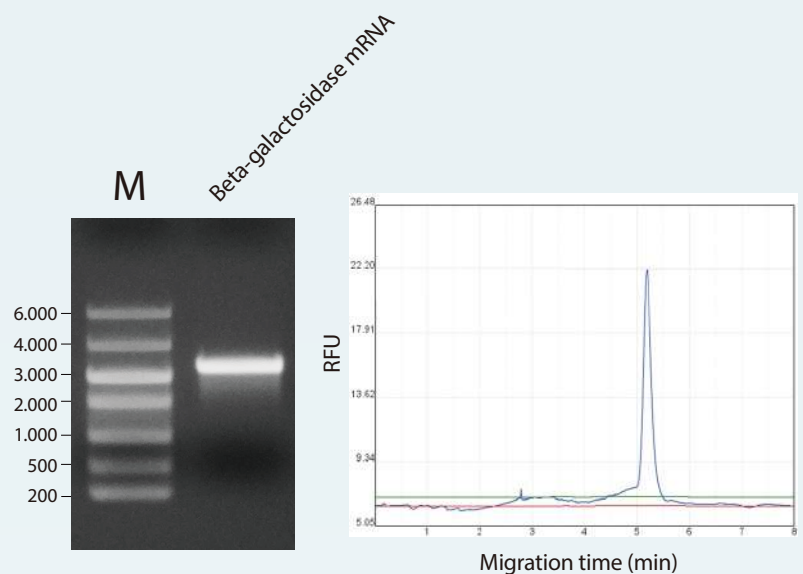 Beta-galactosidase mRNA
M
6.000
4.000
3.000
2.000
1.000
500
200
26.48
22.20
17.91
13.62
9.34
5.05
RFU
1 2 3 4 5 6 7 8
Migration time (min)